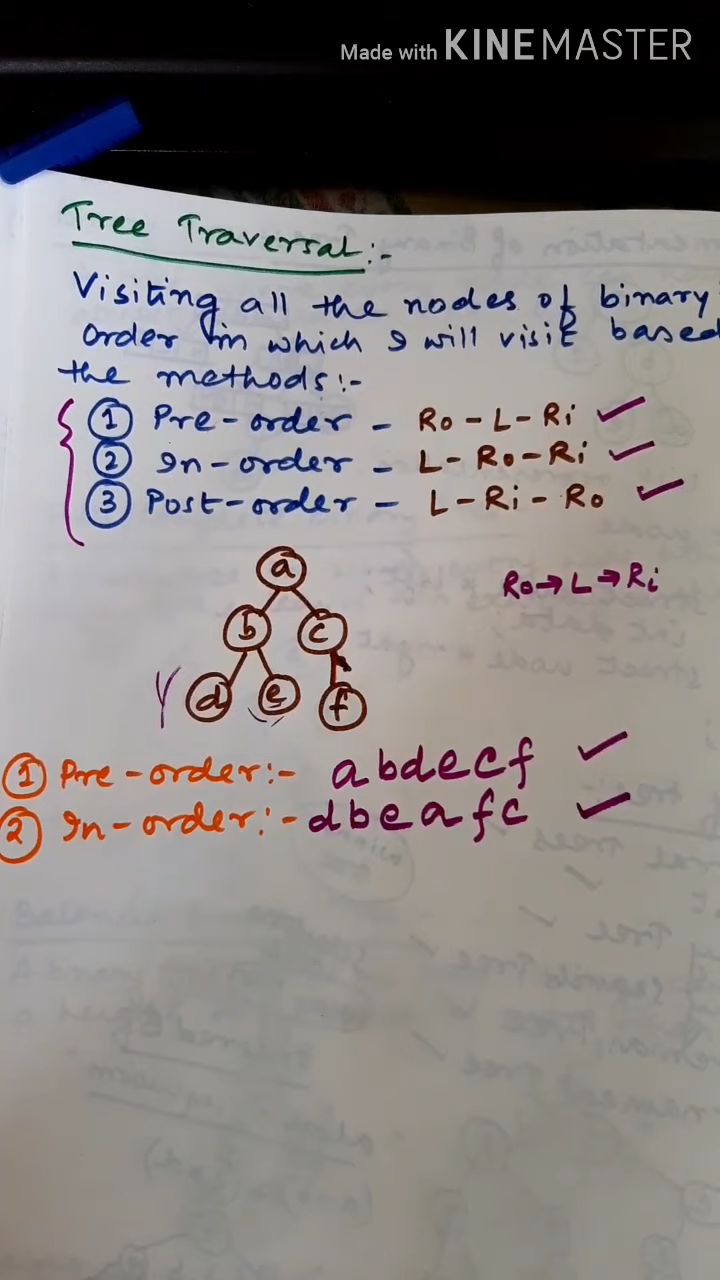 Made with KINEMASTER
Tree Traversal:-
Visiting all the nodes of binary
order in which I will visit based
the methods:-
① Pre-order - Ro - L - Ri ✓
② In-order - L - Ro - Ri ✓
③ Post-order - L - Ri - Ro ✓
a
Ro → L → Ri
b c
d e f
① Pre-order:- abdecf ✓
② In-order:- dbeafc ✓